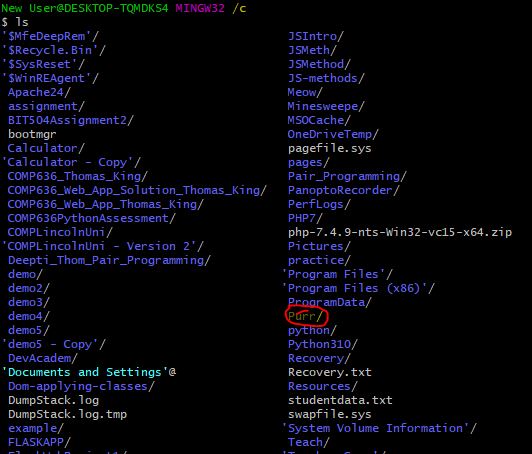 New User@DESKTOP-TQMDKS4 MINGW32 /c
$ ls
'$MfeDeepRem'/
'$Recycle.Bin'/
'$SysReset'/
'$WinREAgent'/
Apache24/
assignment/
BIT504Assignment2/
bootmgr
Calculator/
'Calculator - Copy'/
COMP636_Thomas_King/
COMP636_Web_App_Solution_Thomas_King/
COMP636_Web_App_Thomas_King/
COMP636PythonAssessment/
COMPLincolnUni/
'COMPLincolnUni - Version 2'/
Deepti_Thom_Pair_Programming/
demo/
demo2/
demo3/
demo4/
demo5/
'demo5 - Copy'/
DevAcadem/
'Documents and Settings'@
Dom-applying-classes/
DumpStack.log
DumpStack.log.tmp
example/
FLASKAPP/
JSIntro/
JSMeth/
JSMethod/
JS-methods/
Meow/
Minesweepe/
MSOCache/
OneDriveTemp/
pagefile.sys
pages/
Pair_Programming/
PanoptoRecorder/
PerfLogs/
PHP7/
php-7.4.9-nts-Win32-vc15-x64.zip
Pictures/
practice/
'Program Files'/
'Program Files (x86)'/
ProgramData/
Purr/
python/
Python310/
Recovery/
Recovery.txt
Resources/
studentdata.txt
swapfile.sys
'System Volume Information'/
Teach/